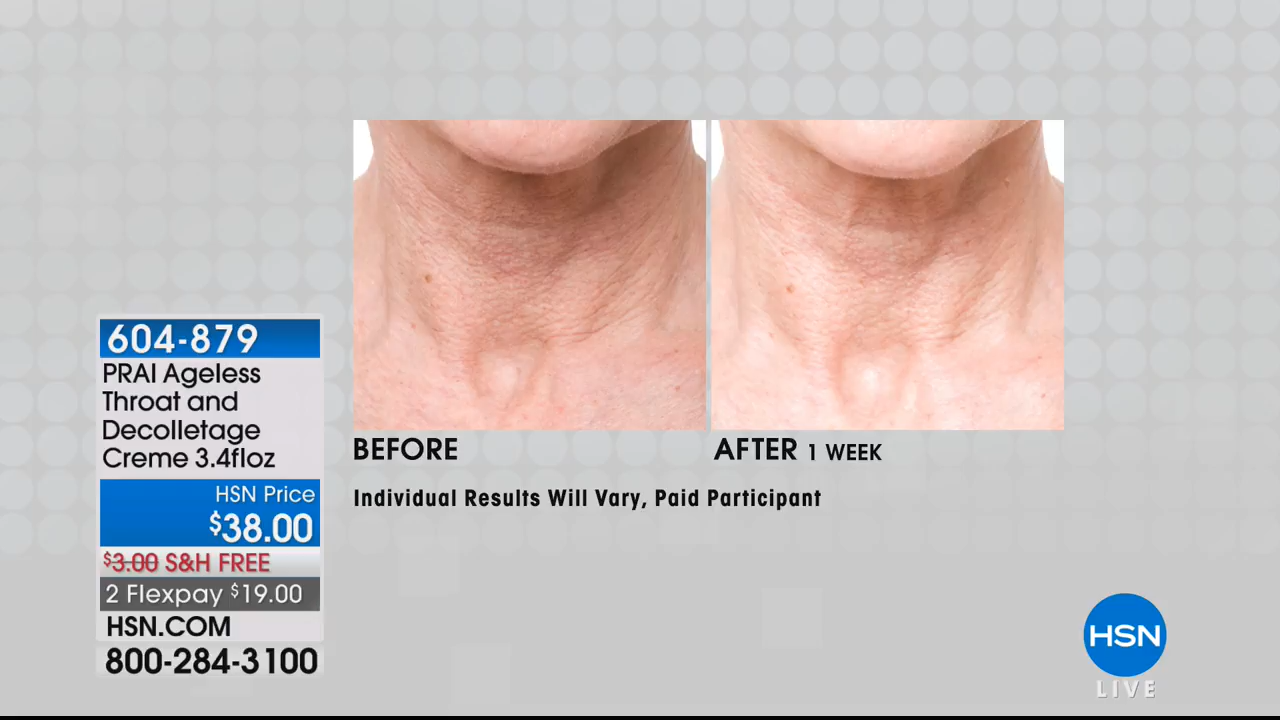 604-879
PRAI Ageless
Throat and
Decolletage
Creme 3.4floz
HSN Price
$38.00
$3.00 S&H FREE
2 Flexpay $19.00
HSN.COM
800-284-3100
BEFORE
AFTER 1 WEEK
Individual Results Will Vary, Paid Participant
HSN
LIVE